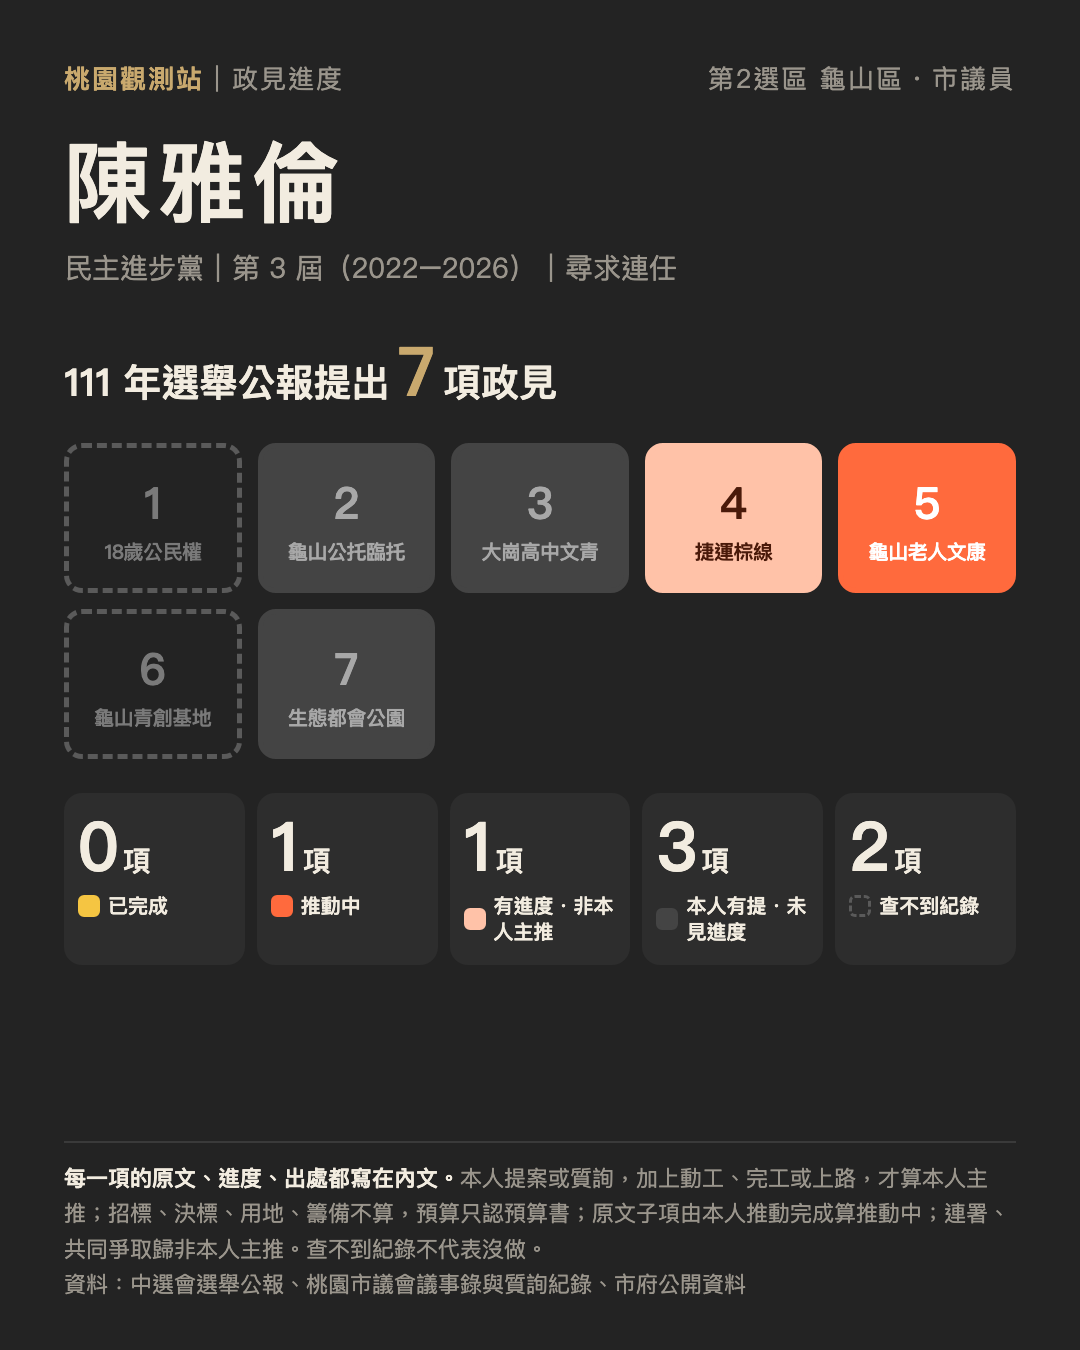 桃園觀測站｜政見進度
第2選區 龜山區·市議員
陳雅倫
民主進步黨｜第 3 屆（2022—2026）｜尋求連任
111 年選舉公報提出 7 項政見
1
18歲公民權
2
龜山公托臨托
3
大崗高中文青
4
捷運棕線
5
龜山老人文康
6
龜山青創基地
7
生態都會公園
0項
已完成
1項
推動中
1項
有進度·非本
人主推
3項
本人有提·未
見進度
2項
查不到紀錄
每一項的原文、進度、出處都寫在內文。本人提案或質詢，加上動工、完工或上路，才算本人主
推；招標、決標、用地、籌備不算，預算只認預算書；原文子項由本人推動完成算推動中；連署、
共同爭取歸非本人主推。查不到紀錄不代表沒做。
資料：中選會選舉公報、桃園市議會議事錄與質詢紀錄、市府公開資料